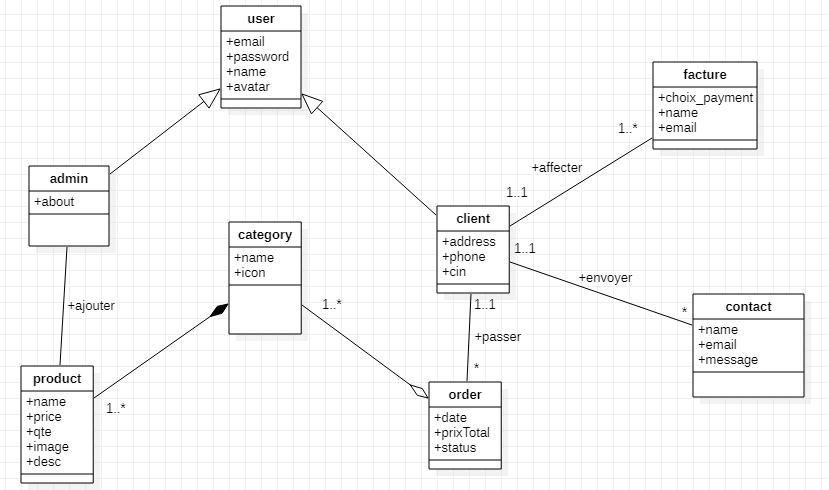 user
+email
+password
+name
+avatar
facture
+choix_payment
+name
+email
1..*
+affecter
1..1
admin
+about
category
+name
+icon
client
+address
+phone
+cin
1..1
+envoyer
*
contact
+name
+email
+message
+ajouter
1..*
1..1
+passer
*
product
+name
+price
+qte
+image
+desc
1..*
order
+date
+prixTotal
+status